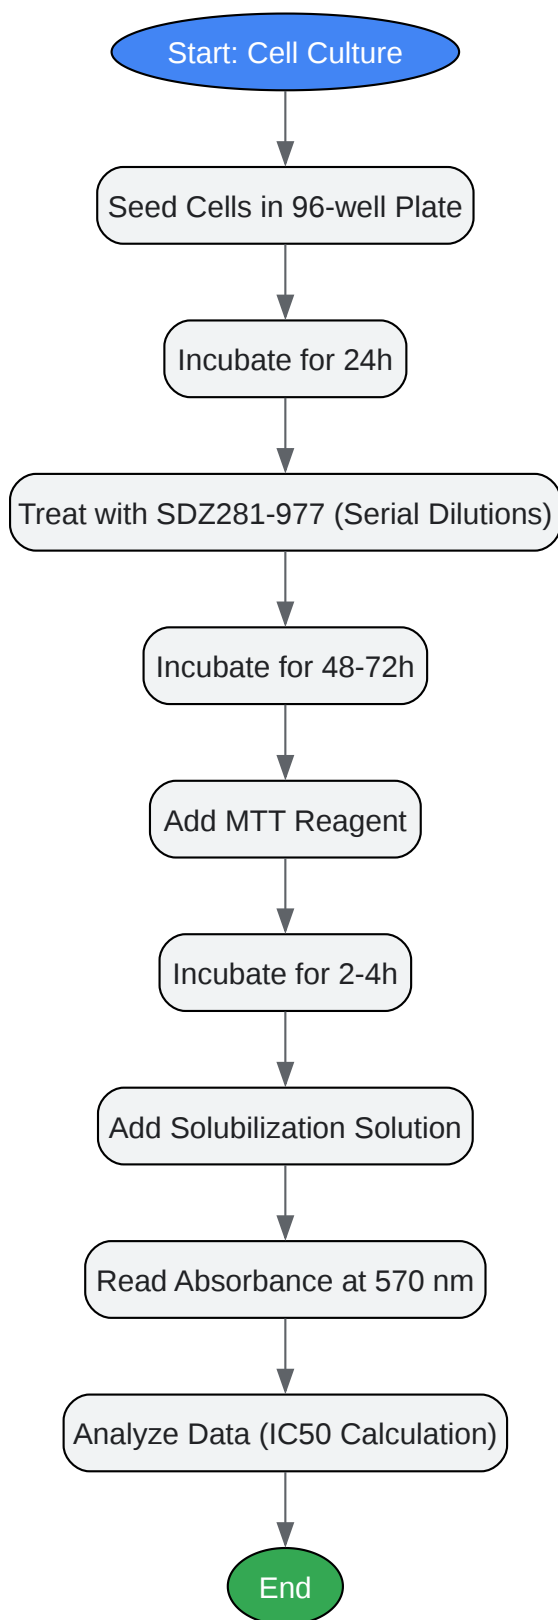 Start: Cell Culture
Seed Cells in 96-well Plate
Incubate for 24h
Treat with SDZ281-977 (Serial Dilutions)
Incubate for 48-72h
Add MTT Reagent
Incubate for 2-4h
Add Solubilization Solution
Read Absorbance at 570 nm
Analyze Data (IC50 Calculation)
End